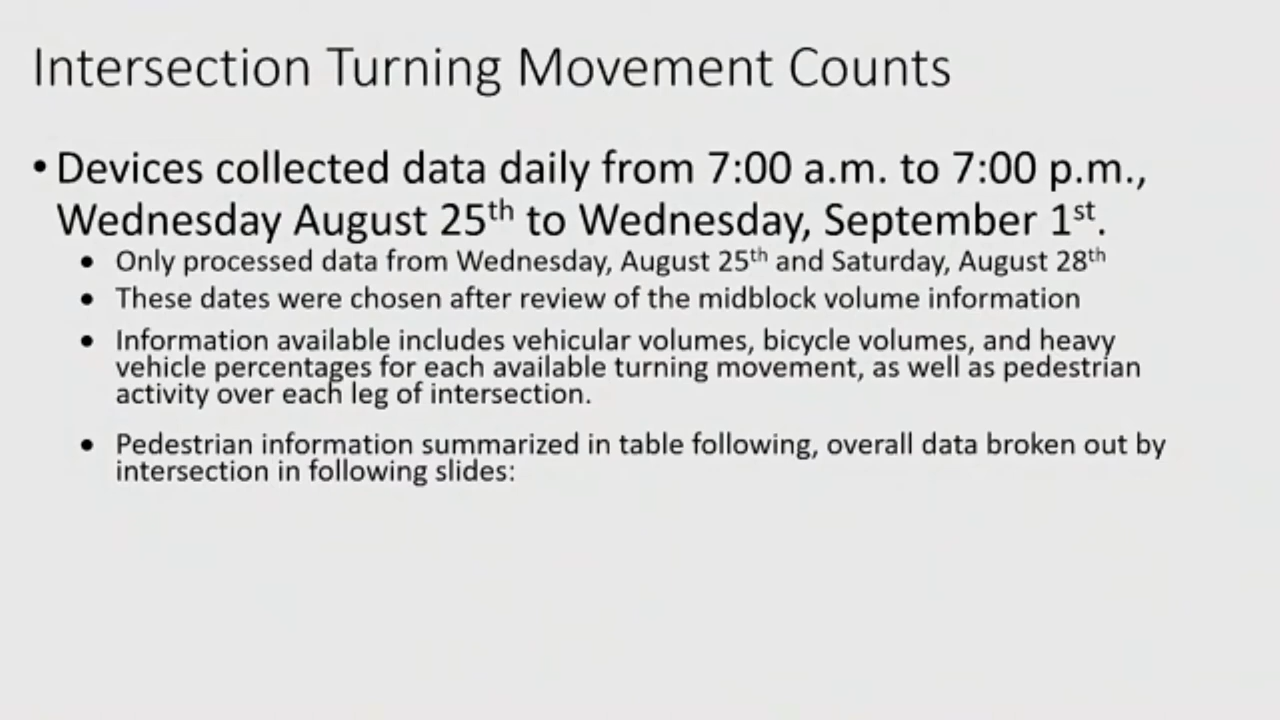 Intersection Turning Movement Counts
• Devices collected data daily from 7:00 a.m. to 7:00 p.m.,
Wednesday August 25th to Wednesday, September 1st.
• Only processed data from Wednesday, August 25th and Saturday, August 28th
• These dates were chosen after review of the midblock volume information
• Information available includes vehicular volumes, bicycle volumes, and heavy
vehicle percentages for each available turning movement, as well as pedestrian
activity over each leg of intersection.
• Pedestrian information summarized in table following, overall data broken out by
intersection in following slides: